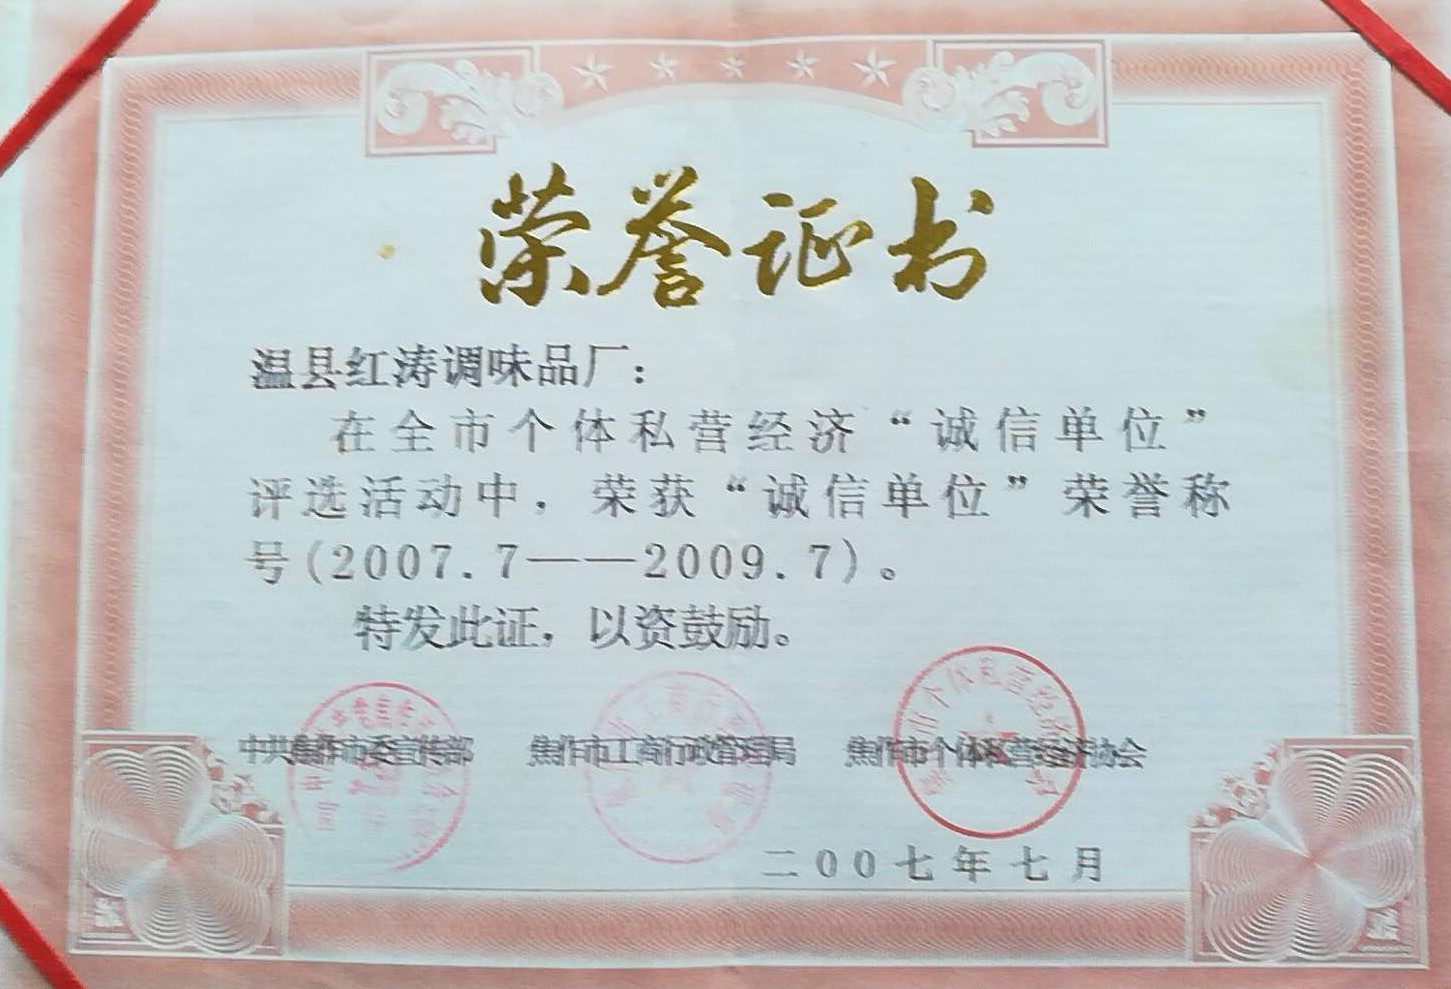 荣誉证书
温县红涛调味品厂：
在全市个体私营经济“诚信单位”
评选活动中，荣获“诚信单位”荣誉称
号(2007.7——2009.7)。
特发此证，以资鼓励。
中共焦作市委宣传部 焦作市工商行政管理局 焦作市个体私营经济协会
二00七年七月